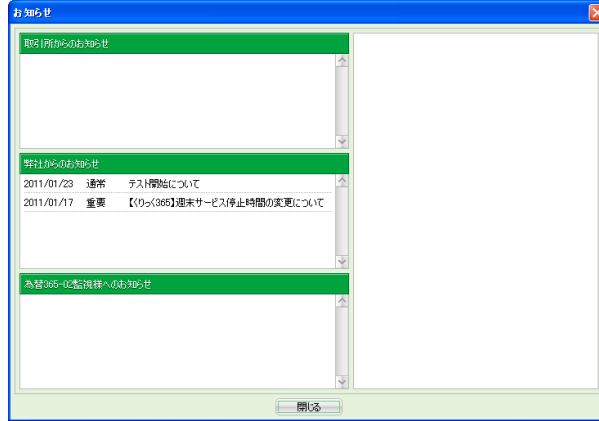 お知らせ
取引所からのお知らせ
弊社からのお知らせ
2011/01/23 通常 テスト開始について
2011/01/17 重要 【くりっく365】週末サービス停止時間の変更について
為替365-02監視様へのお知らせ
閉じる